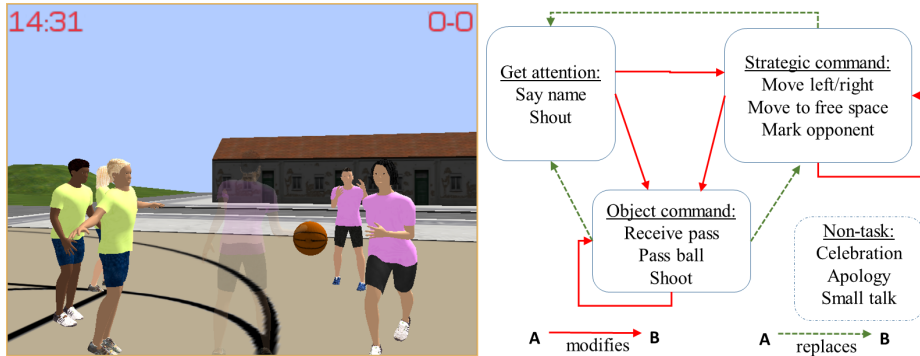 14:31
0-0
Get attention:
Say name
Shout
Strategic command:
Move left/right
Move to free space
Mark opponent
Object command:
Receive pass
Pass ball
Shoot
Non-task:
Celebration
Apology
Small talk
A modifies B
A replaces B